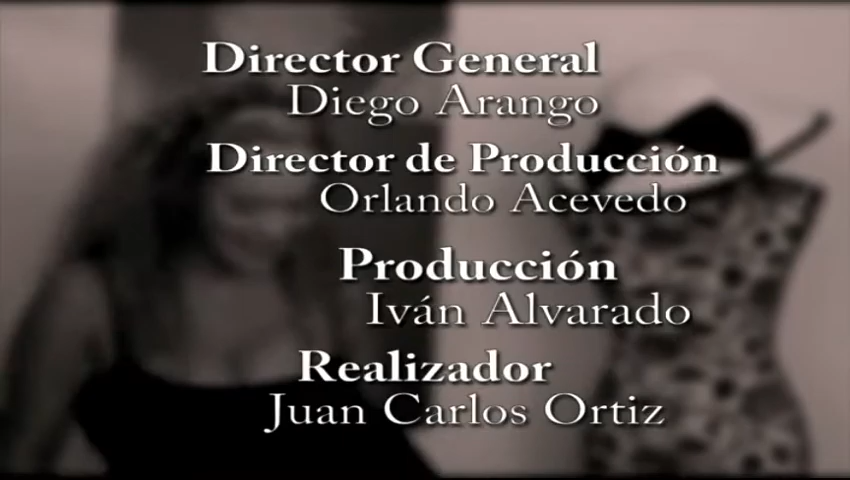 Director General
Diego Arango
Director de Producción
Orlando Acevedo
Producción
Iván Alvarado
Realizador
Juan Carlos Ortiz